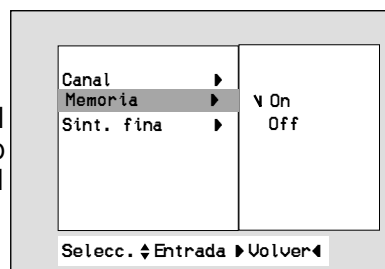 Canal ▶
Memoria ▶ √ On
Sint. fina ▶ Off
Selecc. ♦ Entrada ▶ Volver ◀